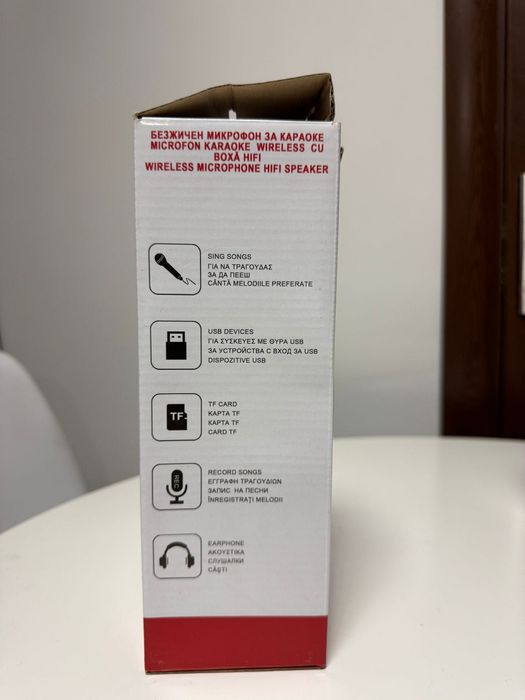 БЕЗЖИЧЕН МИКРОФОН ЗА КАРАОКЕ
MICROFON KARAOKE WIRELESS CU
BOXĂ HIFI
WIRELESS MICROPHONE HIFI SPEAKER
SING SONGS
ΓΙΑ ΝΑ ΤΡΑΓΟΥΔΑΣ
ЗА ДА ПЕЕШ
CÂNTĂ MELODIILE PREFERATE
USB DEVICES
ΓΙΑ ΣΥΣΚΕΥΕΣ ΜΕ ΘΥΡΑ USB
ЗА УСТРОЙСТВА С ВХОД ЗА USB
DISPOZITIVE USB
TF
TF CARD
ΚΑΡΤΑ TF
КАРТА TF
CARD TF
REC
RECORD SONGS
ΕΓΓΡΑΦΗ ΤΡΑΓΟΥΔΙΩΝ
ЗАПИС НА ПЕСНИ
ÎNREGISTRAȚI MELODII
EARPHONE
ΑΚΟΥΣΤΙΚΑ
СЛУШАЛКИ
CĂȘTI